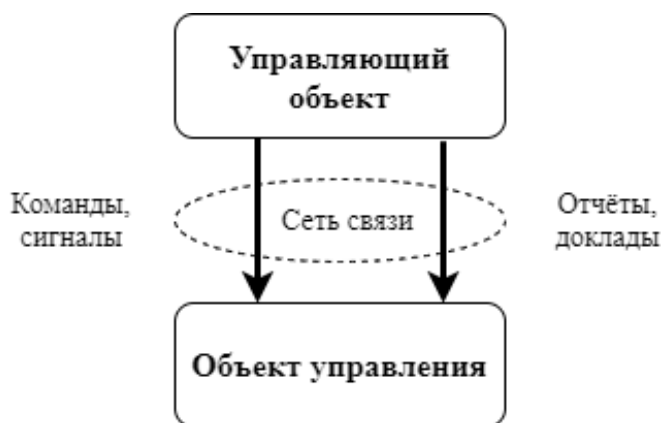 Управляющий
объект
Команды,
сигналы
Сеть связи
Отчёты,
доклады
Объект управления